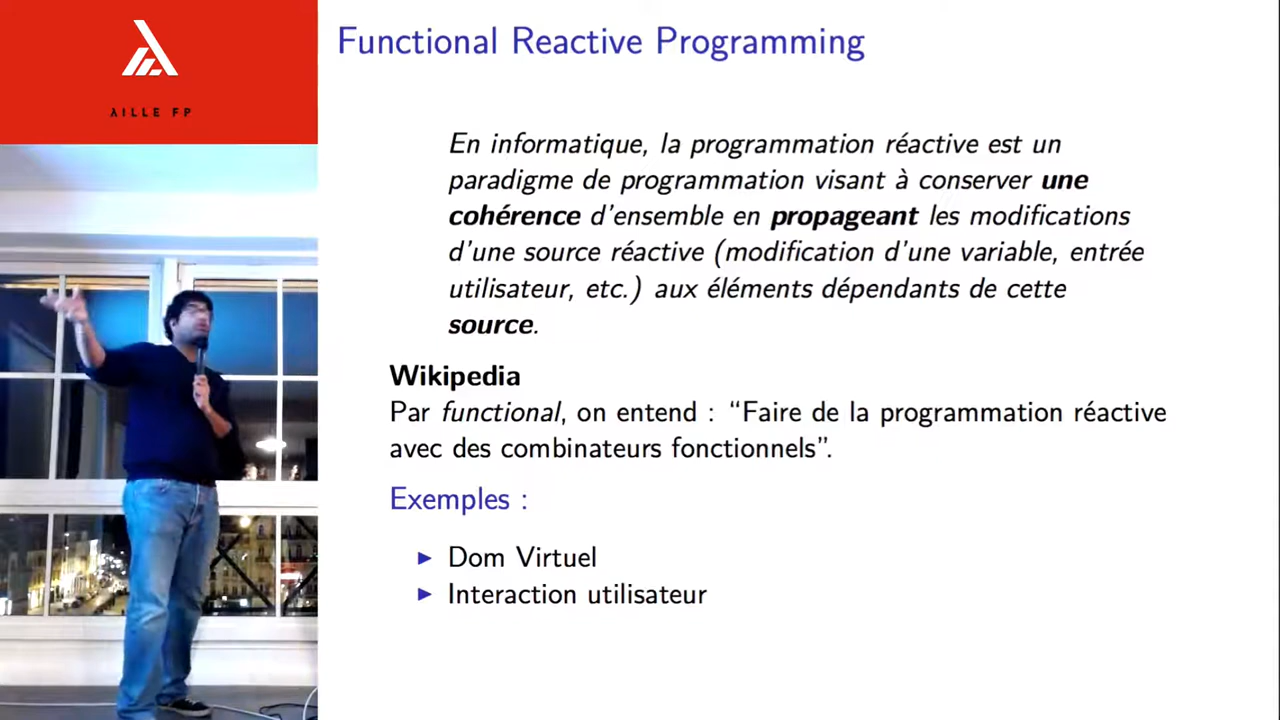 λILLE FP
Functional Reactive Programming
En informatique, la programmation réactive est un
paradigme de programmation visant à conserver une
cohérence d'ensemble en propageant les modifications
d'une source réactive (modification d'une variable, entrée
utilisateur, etc.) aux éléments dépendants de cette
source.
Wikipedia
Par functional, on entend : “Faire de la programmation réactive
avec des combinateurs fonctionnels”.
Exemples :
▶ Dom Virtuel
▶ Interaction utilisateur